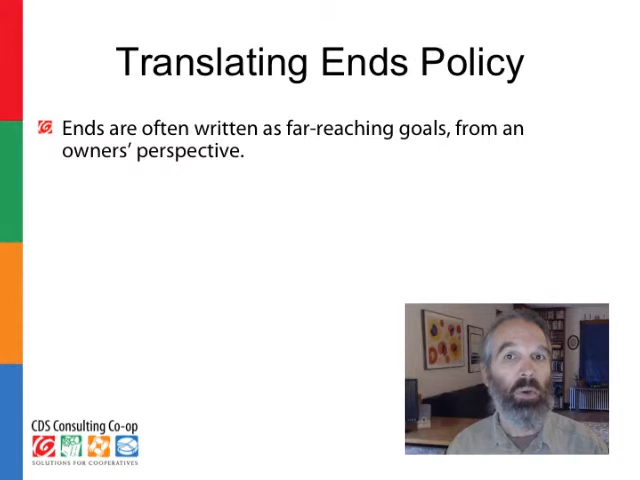 Translating Ends Policy
Ends are often written as far-reaching goals, from an
owners’ perspective.
CDS Consulting Co-op
SOLUTIONS FOR COOPERATIVES